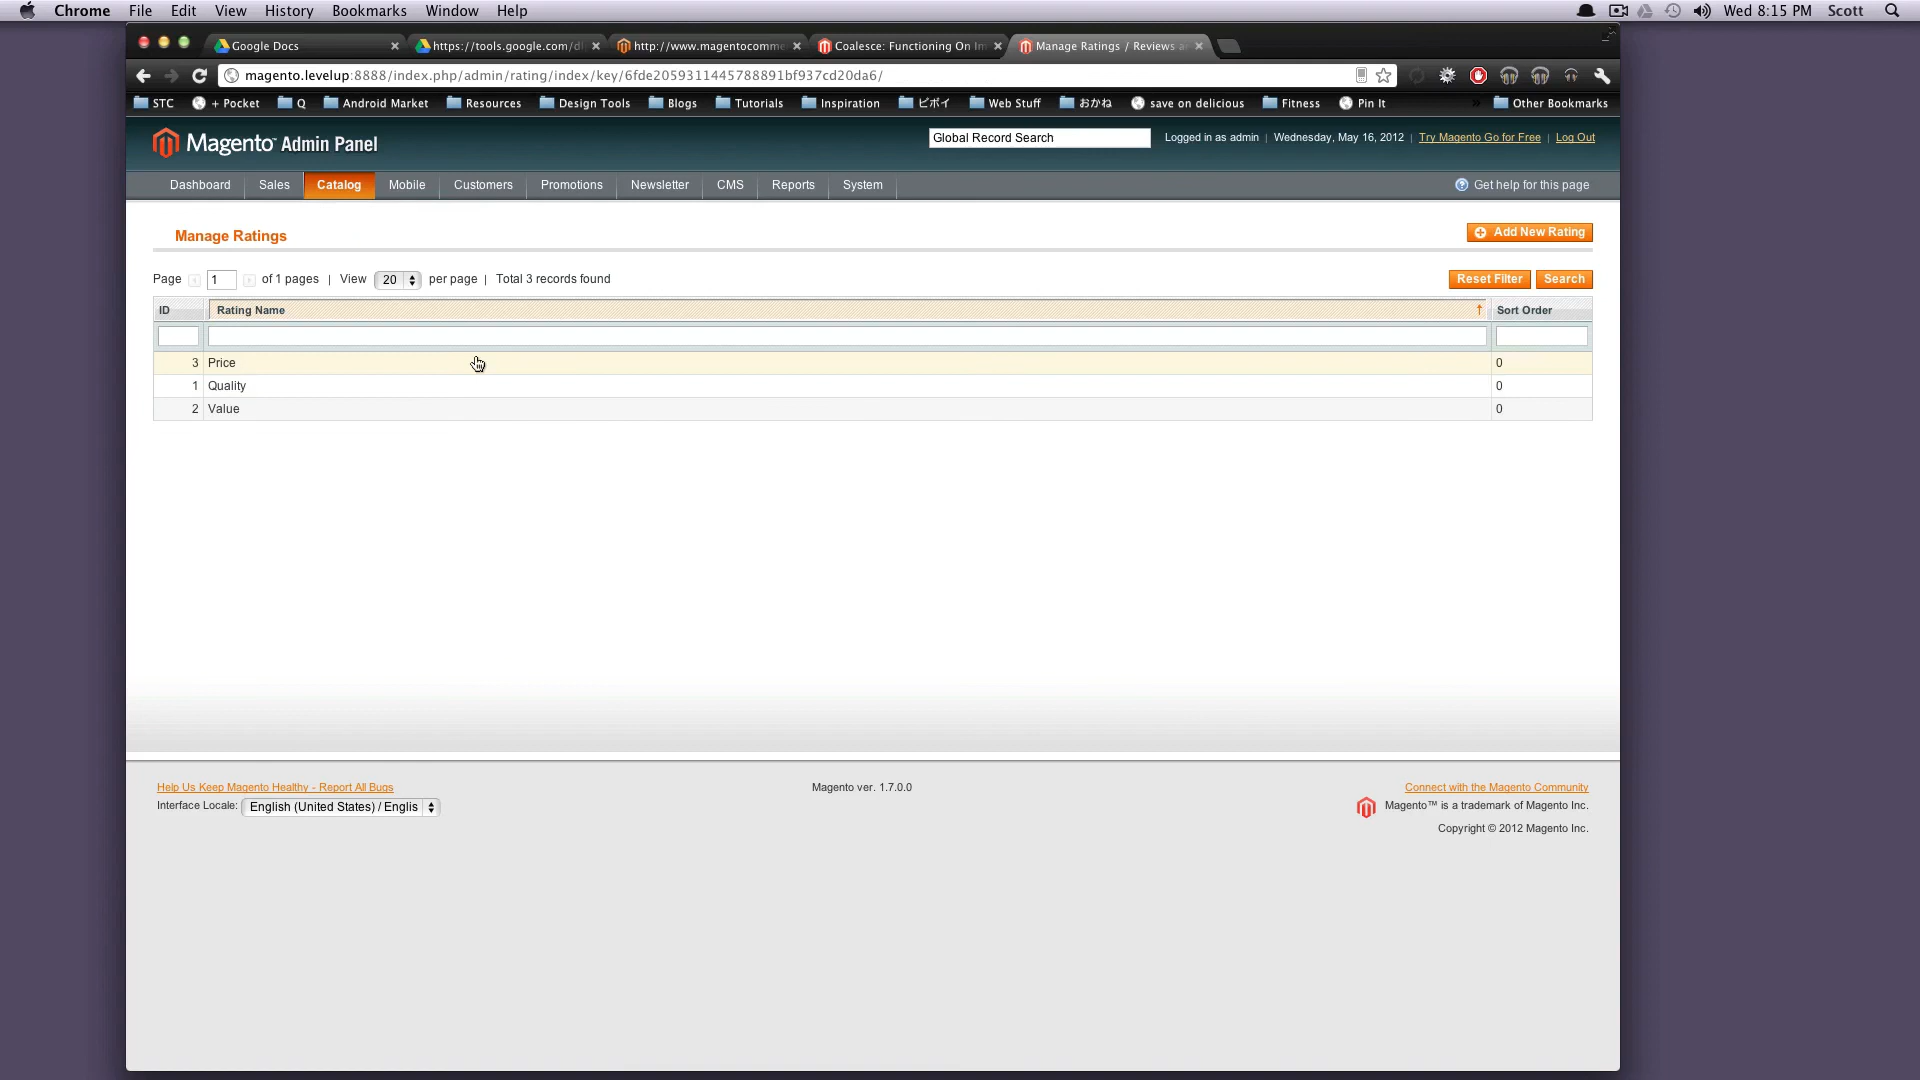 Chrome File Edit View History Bookmarks Window Help Wed 8:15 PM Scott
Google Docs https://tools.google.com/dl http://www.magentocomme Coalesce: Functioning On Im Manage Ratings / Reviews a
magento.levelup:8888/index.php/admin/rating/index/key/6fde2059311445788891bf937cd20da6/
STC + Pocket Q Android Market Resources Design Tools Blogs Tutorials Inspiration ビボイ Web Stuff おかね save on delicious Fitness Pin It » Other Bookmarks
Magento™ Admin Panel Global Record Search Logged in as admin | Wednesday, May 16, 2012 | Try Magento Go for Free | Log Out
Dashboard Sales Catalog Mobile Customers Promotions Newsletter CMS Reports System Get help for this page
Manage Ratings Add New Rating
Page 1 of 1 pages | View 20 per page | Total 3 records found Reset Filter Search
ID Rating Name Sort Order
3 Price 0
1 Quality 0
2 Value 0
Help Us Keep Magento Healthy - Report All Bugs Magento ver. 1.7.0.0 Connect with the Magento Community
Interface Locale: English (United States) / Englis Magento™ is a trademark of Magento Inc.
Copyright © 2012 Magento Inc.